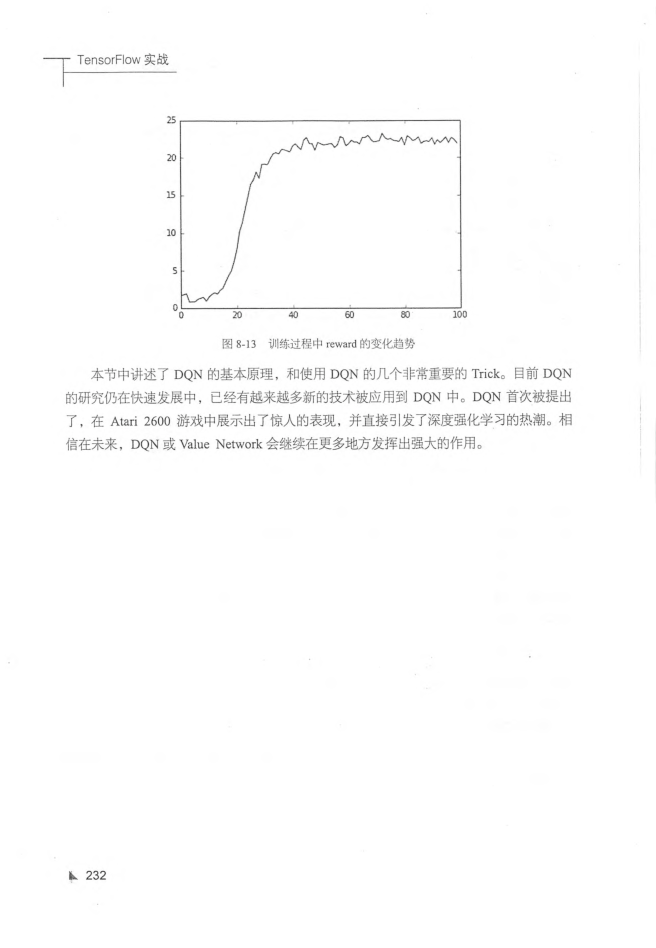 TensorFlow 实战
25
20
15
10
5
0
0 20 40 60 80 100
图 8-13 训练过程中 reward 的变化趋势
本节中讲述了 DQN 的基本原理，和使用 DQN 的几个非常重要的 Trick。目前 DQN
的研究仍在快速发展中，已经有越来越多新的技术被应用到 DQN 中。DQN 首次被提出
了，在 Atari 2600 游戏中展示出了惊人的表现，并直接引发了深度强化学习的热潮。相
信在未来，DQN 或 Value Network 会继续在更多地方发挥出强大的作用。
232